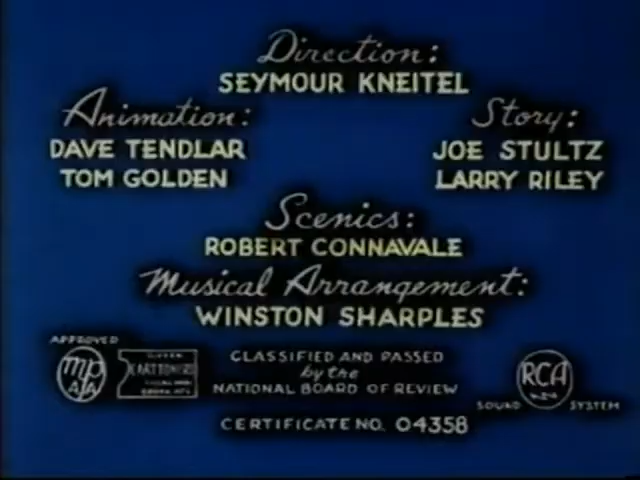 Direction:
SEYMOUR KNEITEL
Animation:
DAVE TENDLAR
TOM GOLDEN
Story:
JOE STULTZ
LARRY RILEY
Scenics:
ROBERT CONNAVALE
Musical Arrangement:
WINSTON SHARPLES
APPROVED
MPAA
CLASSIFIED AND PASSED
by the
NATIONAL BOARD OF REVIEW
CERTIFICATE NO. 04358
RCA
SOUND SYSTEM